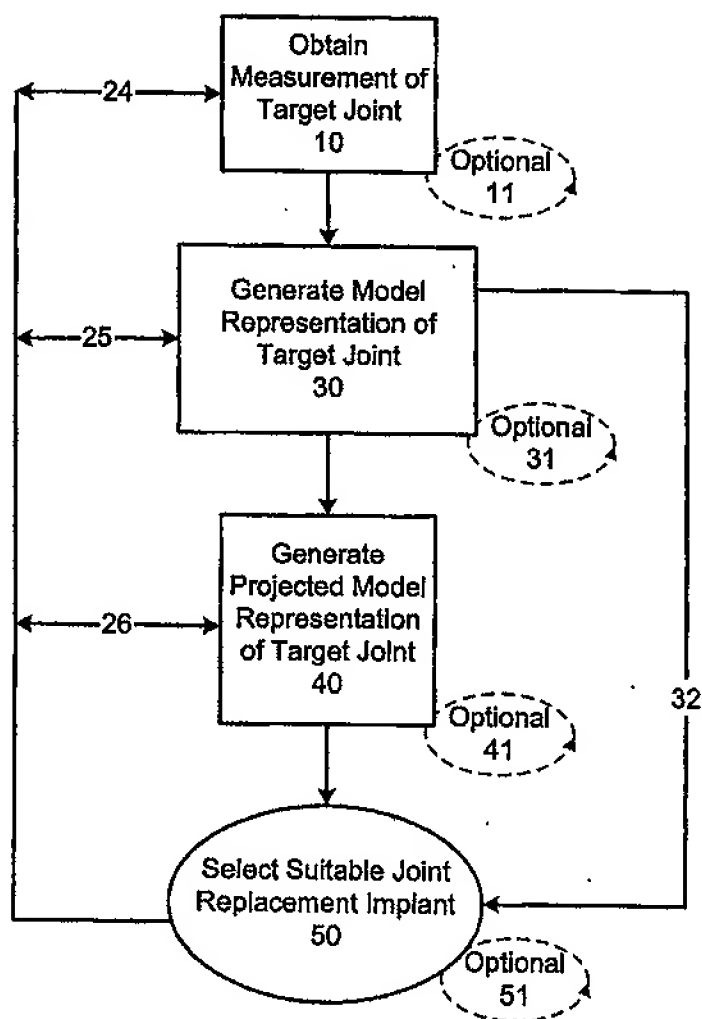 Obtain
Measurement of
Target Joint
10
24
Optional
11
Generate Model
Representation of
Target Joint
30
25
Optional
31
Generate
Projected Model
Representation
of Target Joint
40
26
32
Optional
41
Select Suitable Joint
Replacement Implant
50
Optional
51